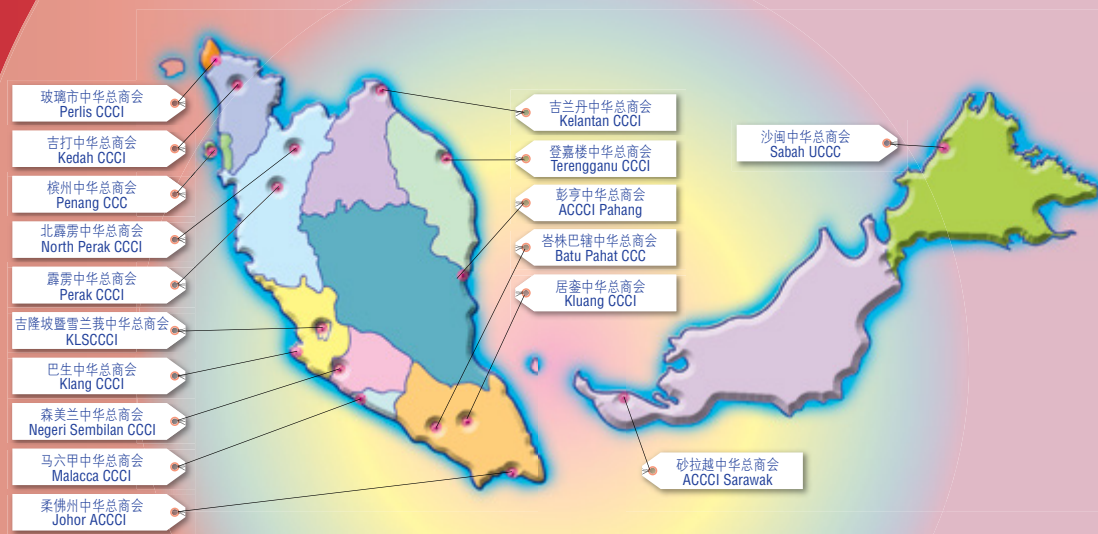 玻璃市中华总商会
Perlis CCCI
吉打中华总商会
Kedah CCCI
槟州中华总商会
Penang CCC
北霹雳中华总商会
North Perak CCCI
霹雳中华总商会
Perak CCCI
吉隆坡暨雪兰莪中华总商会
KLSCCCI
巴生中华总商会
Klang CCCI
森美兰中华总商会
Negeri Sembilan CCCI
马六甲中华总商会
Malacca CCCI
柔佛州中华总商会
Johor ACCCI
吉兰丹中华总商会
Kelantan CCCI
登嘉楼中华总商会
Terengganu CCCI
彭亨中华总商会
ACCCI Pahang
峇株巴辖中华总商会
Batu Pahat CCC
居銮中华总商会
Kluang CCCI
沙闽中华总商会
Sabah UCCC
砂拉越中华总商会
ACCCI Sarawak